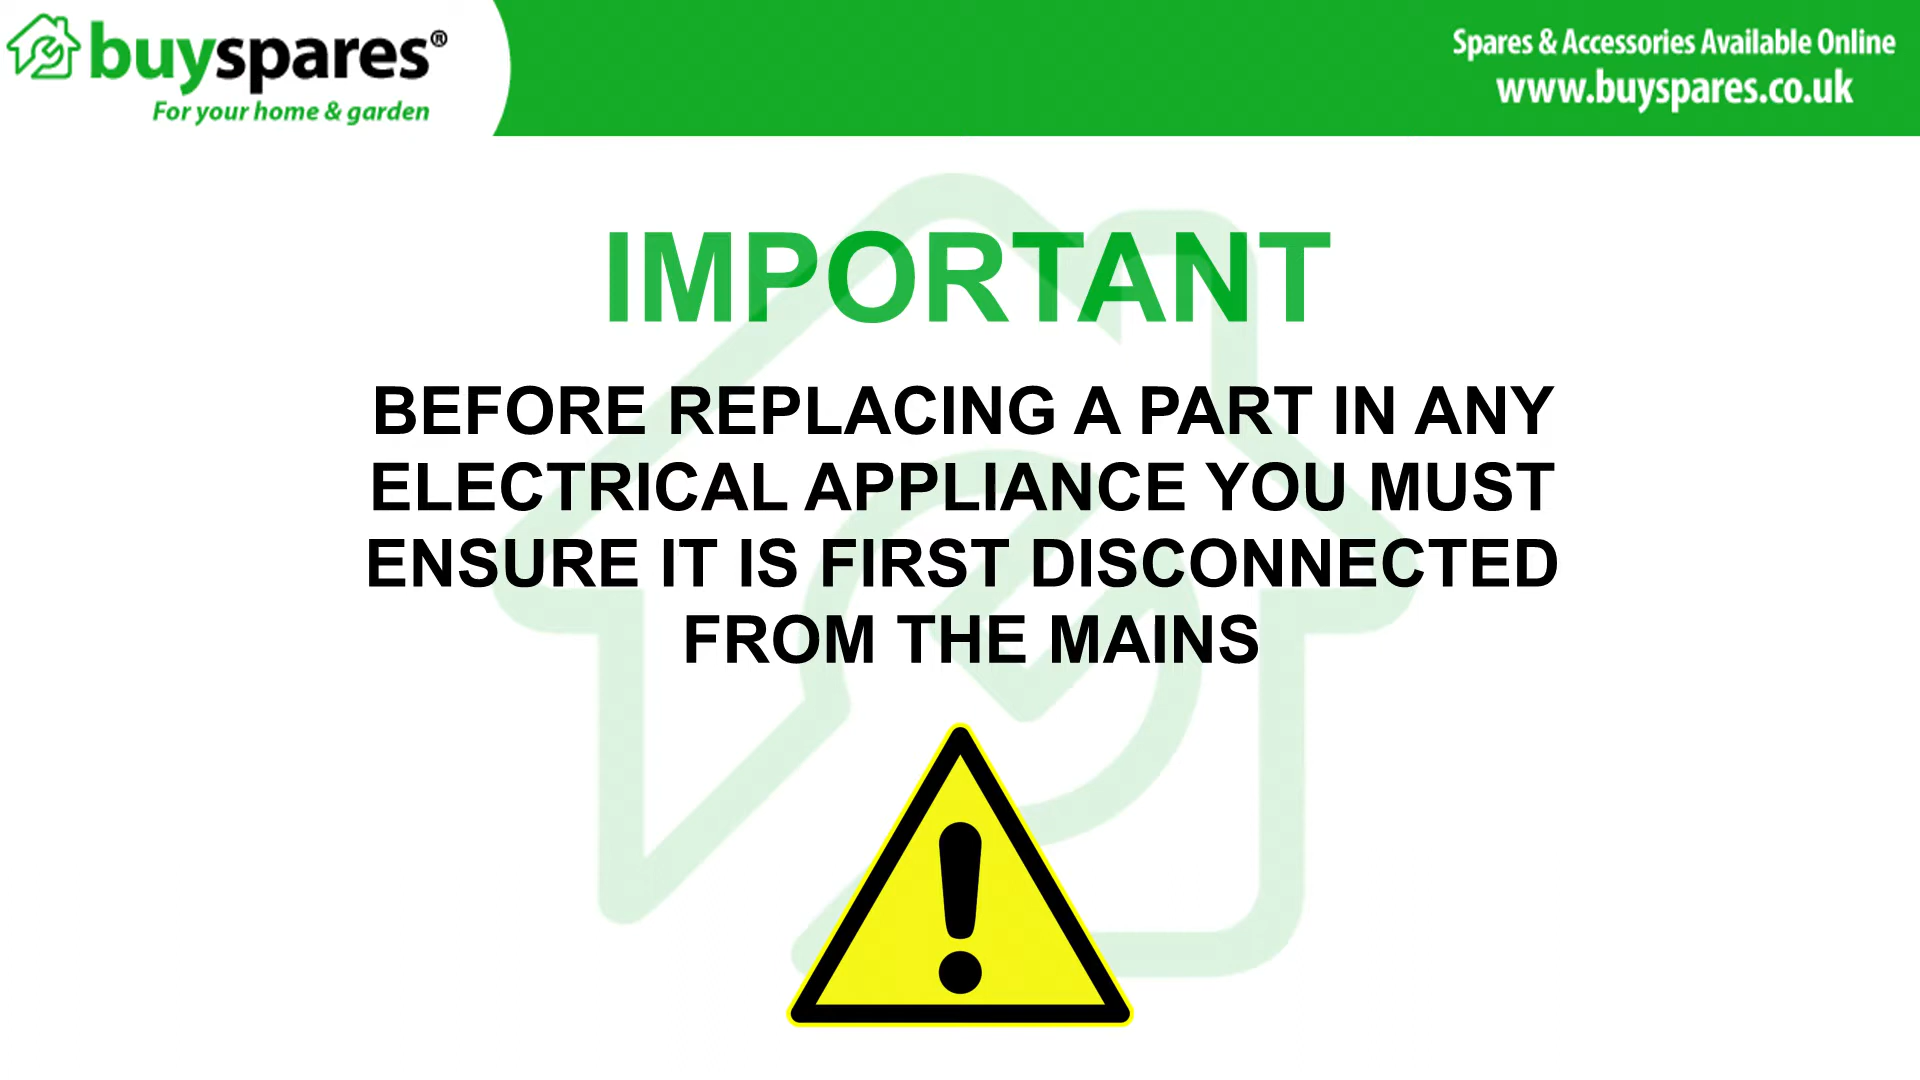 buyspares®
For your home & garden
Spares & Accessories Available Online
www.buyspares.co.uk
IMPORTANT
BEFORE REPLACING A PART IN ANY
ELECTRICAL APPLIANCE YOU MUST
ENSURE IT IS FIRST DISCONNECTED
FROM THE MAINS
!